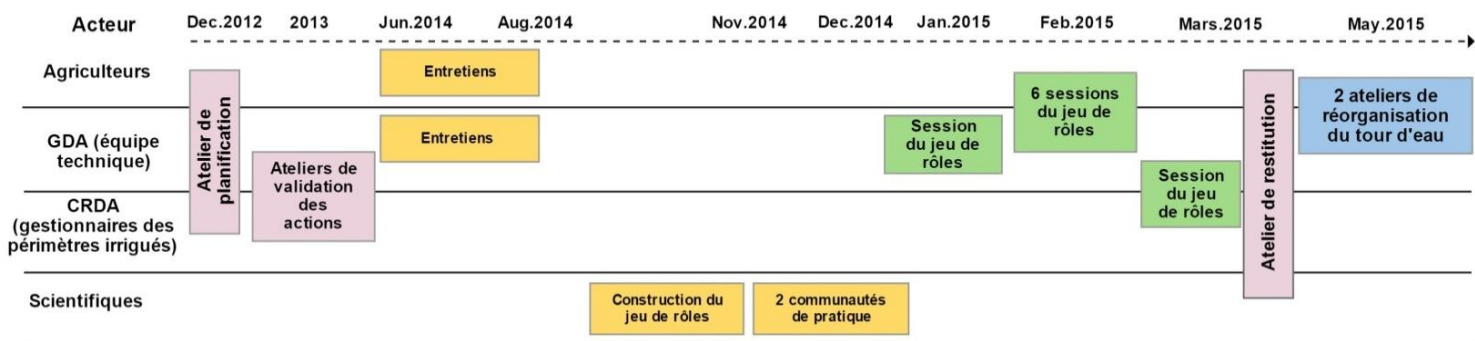 Acteur
Dec.2012
2013
Jun.2014
Aug.2014
Nov.2014
Dec.2014
Jan.2015
Feb.2015
Mars.2015
May.2015
Agriculteurs
GDA (équipe
technique)
CRDA
(gestionnaires des
périmètres irrigués)
Scientifiques
Atelier de
planification
Ateliers de
validation
des
actions
Entretiens
Entretiens
Construction du
jeu de rôles
2 communautés
de pratique
Session
du jeu de
rôles
6 sessions
du jeu de
rôles
Session
du jeu
de rôles
Atelier de restitution
2 ateliers de
réorganisation
du tour d'eau